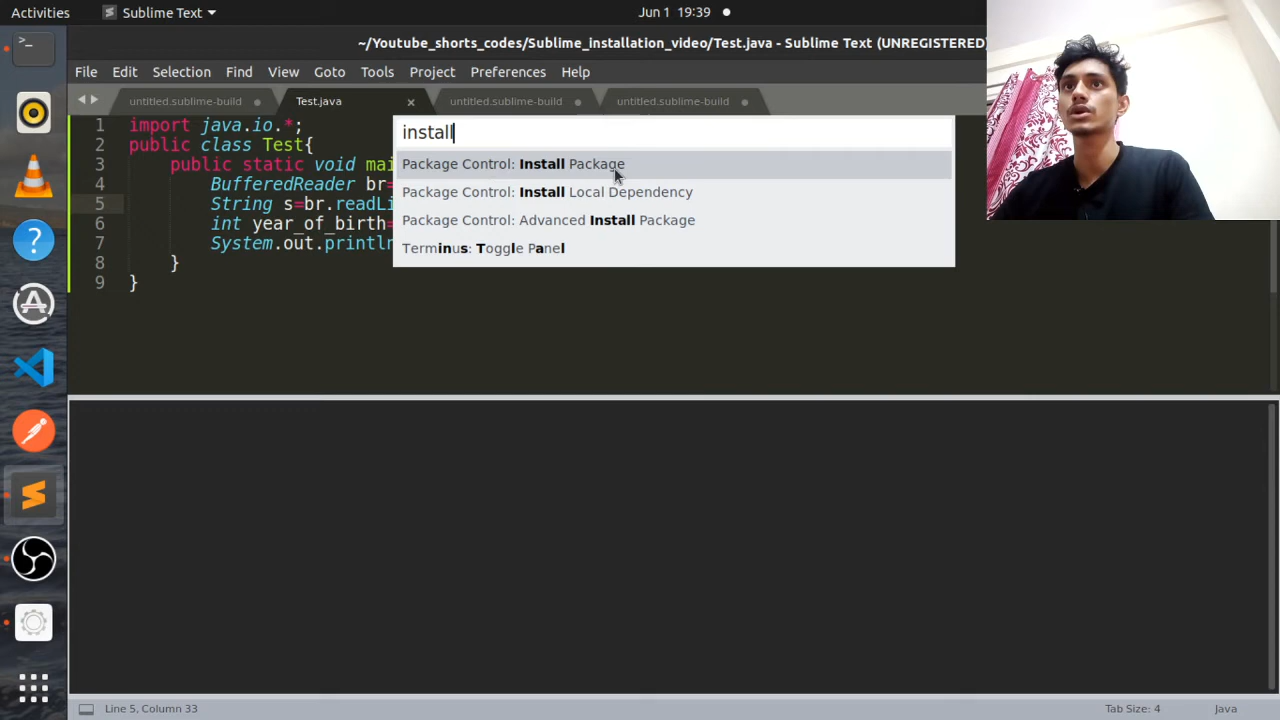 Activities Sublime Text Jun 1 19:39
~/Youtube_shorts_codes/Sublime_installation_video/Test.java - Sublime Text (UNREGISTERED)
File Edit Selection Find View Goto Tools Project Preferences Help
untitled.sublime-build Test.java untitled.sublime-build untitled.sublime-build
install
Package Control: Install Package
Package Control: Install Local Dependency
Package Control: Advanced Install Package
Terminus: Toggle Panel
1 import java.io.*;
2 public class Test{
3 public static void mai
4 BufferedReader br=
5 String s=br.readLi
6 int year_of_birth=
7 System.out.println
8 }
9 }
Line 5, Column 33 Tab Size: 4 Java